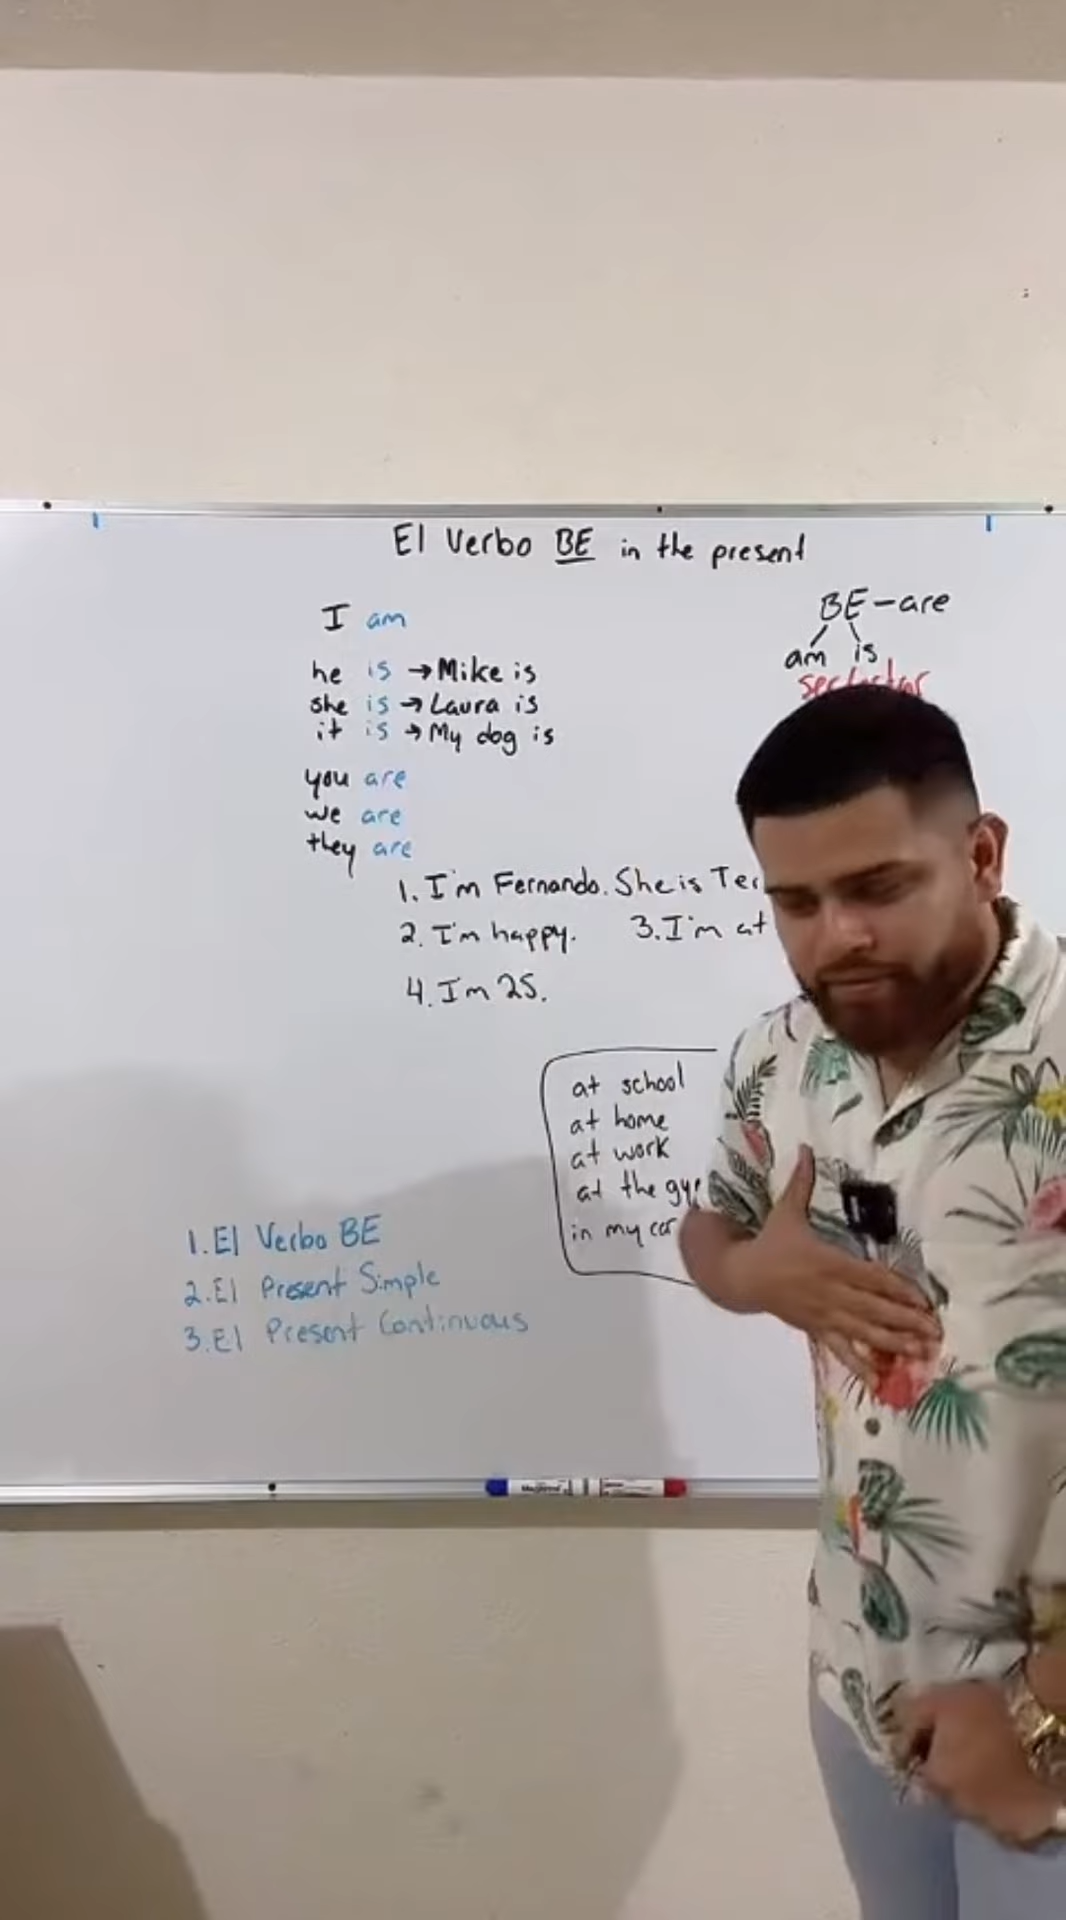 El Verbo BE in the present
I am
he is → Mike is
she is → Laura is
it is → My dog is
you are
we are
they are
BE – are
am is
1. I'm Fernando. She is
2. I'm happy. 3. I'm at
4. I'm 25.
at school
at home
at work
at the
in my car
1. El Verbo BE
2. El Present Simple
3. El Present Continuous